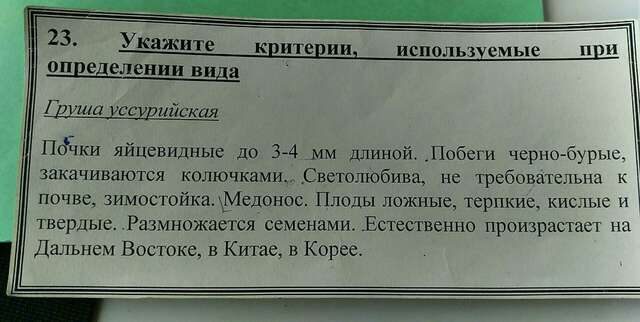 23. Укажите критерии, используемые при
определении вида
Груша уссурийская
Почки яйцевидные до 3-4 мм длиной. Побеги черно-бурые,
закачиваются колючками. Светолюбива, не требовательна к
почве, зимостойка. Медонос. Плоды ложные, терпкие, кислые и
твердые. Размножается семенами. Естественно произрастает на
Дальнем Востоке, в Китае, в Корее.